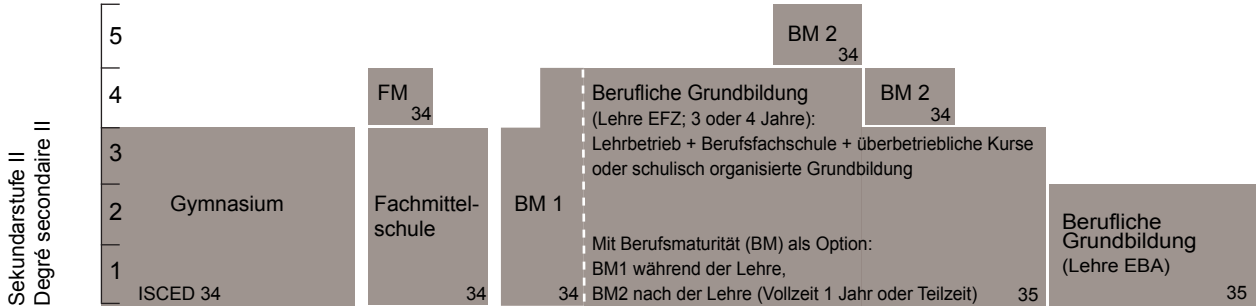 Sekundarstufe II
Degré secondaire II
5
4
3
2
1
Gymnasium
ISCED 34
FM
34
Fachmittel-
schule
34
BM 1
34
BM 2
34
Berufliche Grundbildung
(Lehre EFZ; 3 oder 4 Jahre):
Lehrbetrieb + Berufsfachschule + überbetriebliche Kurse
oder schulisch organisierte Grundbildung
Mit Berufsmaturität (BM) als Option:
BM1 während der Lehre,
BM2 nach der Lehre (Vollzeit 1 Jahr oder Teilzeit)
35
BM 2
34
Berufliche
Grundbildung
(Lehre EBA)
35